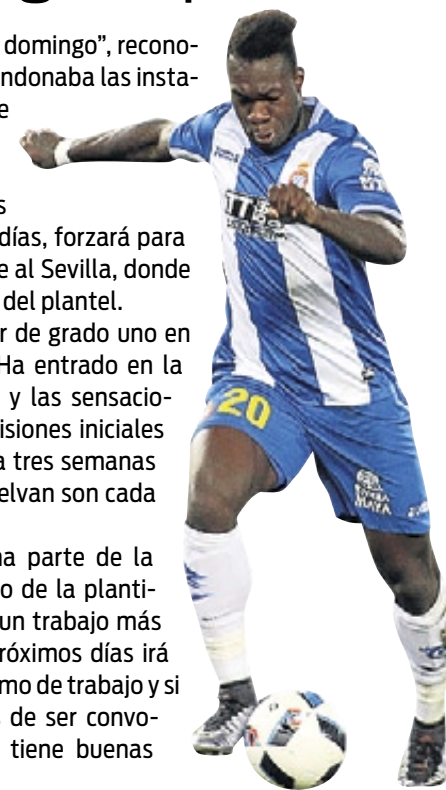 domingo”, recono-
ndonaba las insta-
e
s
días, forzará para
e al Sevilla, donde
del plantel.
r de grado uno en
Ha entrado en la
y las sensacio-
isiones iniciales
a tres semanas
elvan son cada
na parte de la
o de la planti-
un trabajo más
róximos días irá
mo de trabajo y si
s de ser convo-
tiene buenas
20
RIVIERA
MAYA